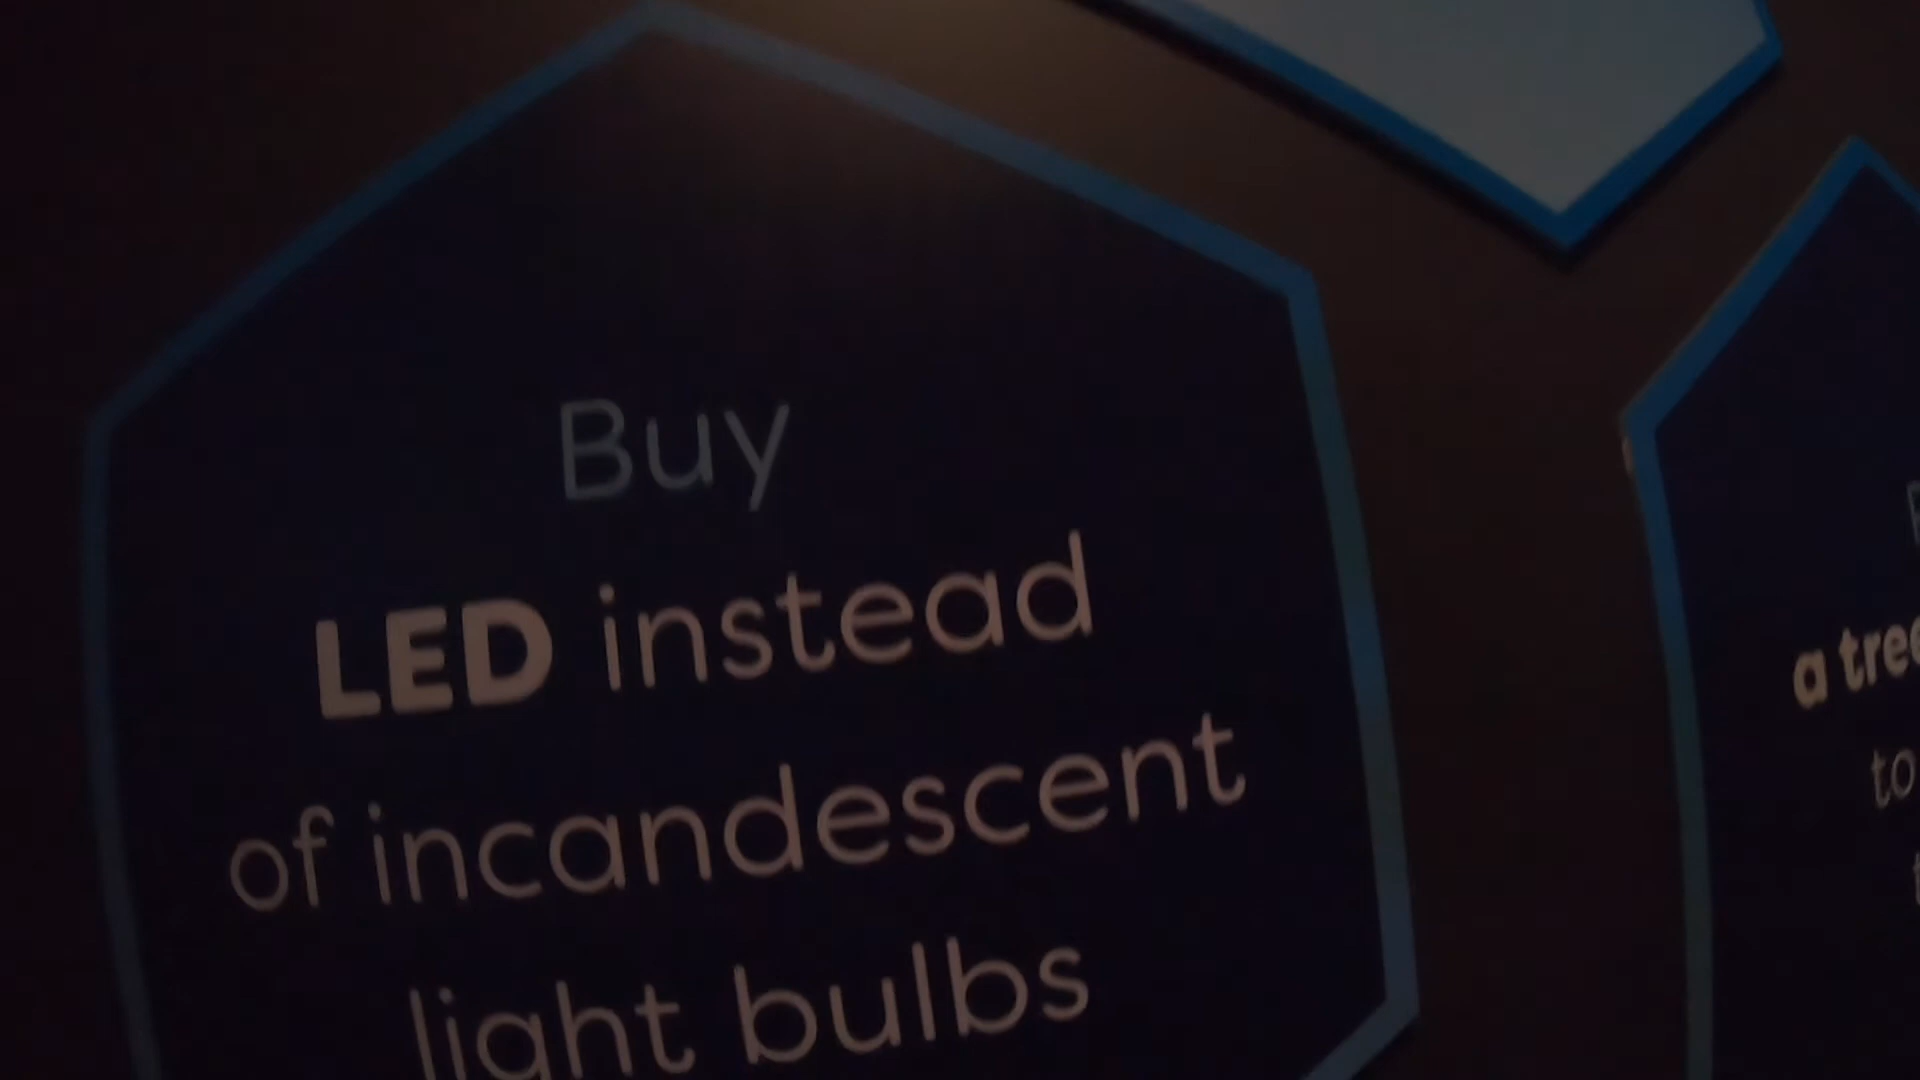 Buy
LED instead
of incandescent
light bulbs
a tree
to